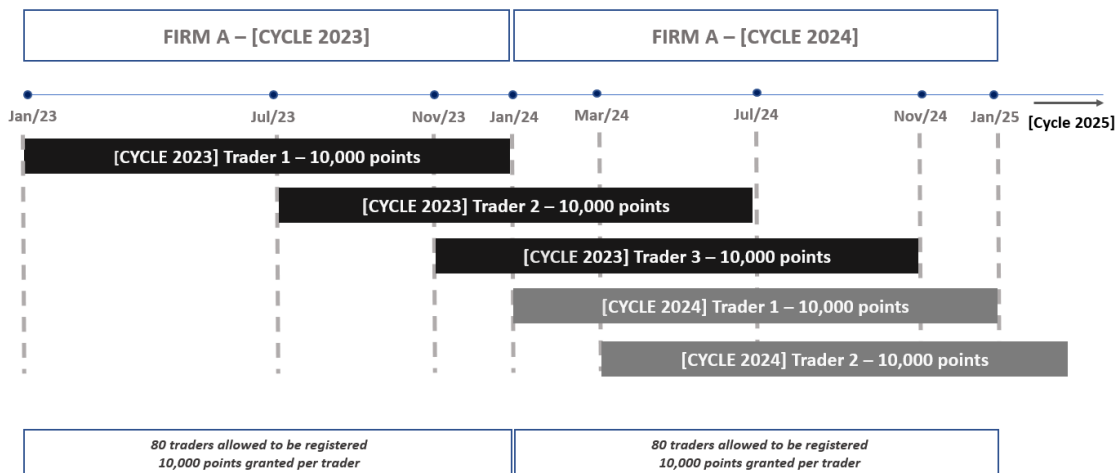 FIRM A – [CYCLE 2023]
FIRM A – [CYCLE 2024]
Jan/23
Jul/23
Nov/23
Jan/24
Mar/24
Jul/24
Nov/24
Jan/25
[Cycle 2025]
[CYCLE 2023] Trader 1 – 10,000 points
[CYCLE 2023] Trader 2 – 10,000 points
[CYCLE 2023] Trader 3 – 10,000 points
[CYCLE 2024] Trader 1 – 10,000 points
[CYCLE 2024] Trader 2 – 10,000 points
80 traders allowed to be registered
10,000 points granted per trader
80 traders allowed to be registered
10,000 points granted per trader